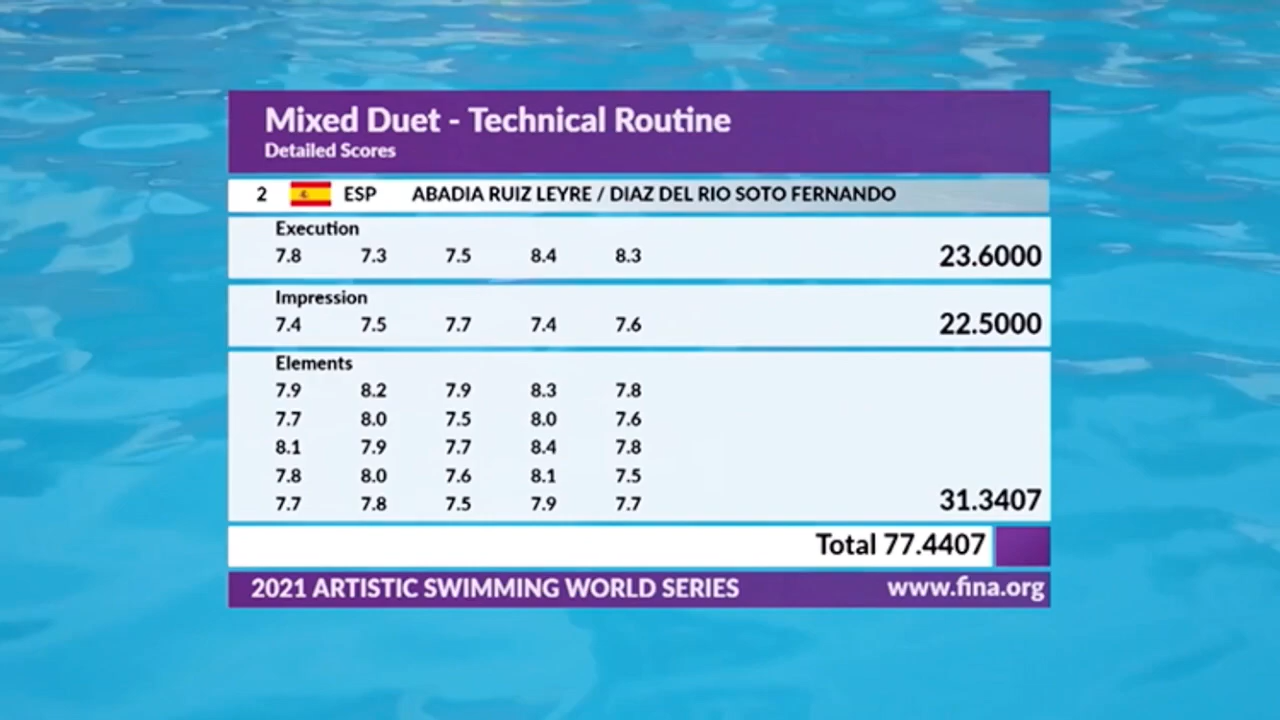 Mixed Duet - Technical Routine
Detailed Scores
2 ESP ABADIA RUIZ LEYRE / DIAZ DEL RIO SOTO FERNANDO
Execution
7.8 7.3 7.5 8.4 8.3 23.6000
Impression
7.4 7.5 7.7 7.4 7.6 22.5000
Elements
7.9 8.2 7.9 8.3 7.8
7.7 8.0 7.5 8.0 7.6
8.1 7.9 7.7 8.4 7.8
7.8 8.0 7.6 8.1 7.5
7.7 7.8 7.5 7.9 7.7 31.3407
Total 77.4407
2021 ARTISTIC SWIMMING WORLD SERIES www.fina.org